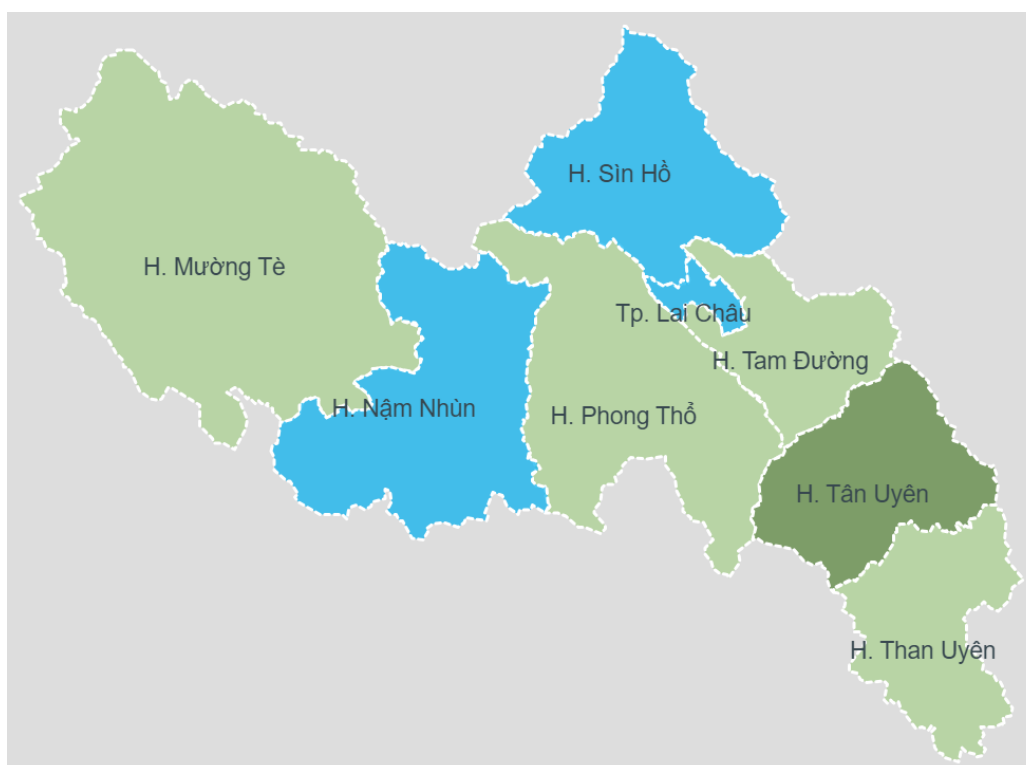 H. Sìn Hồ
H. Mường Tè
Tp. Lai Châu
H. Tam Đường
H. Nậm Nhùn
H. Phong Thổ
H. Tân Uyên
H. Than Uyên